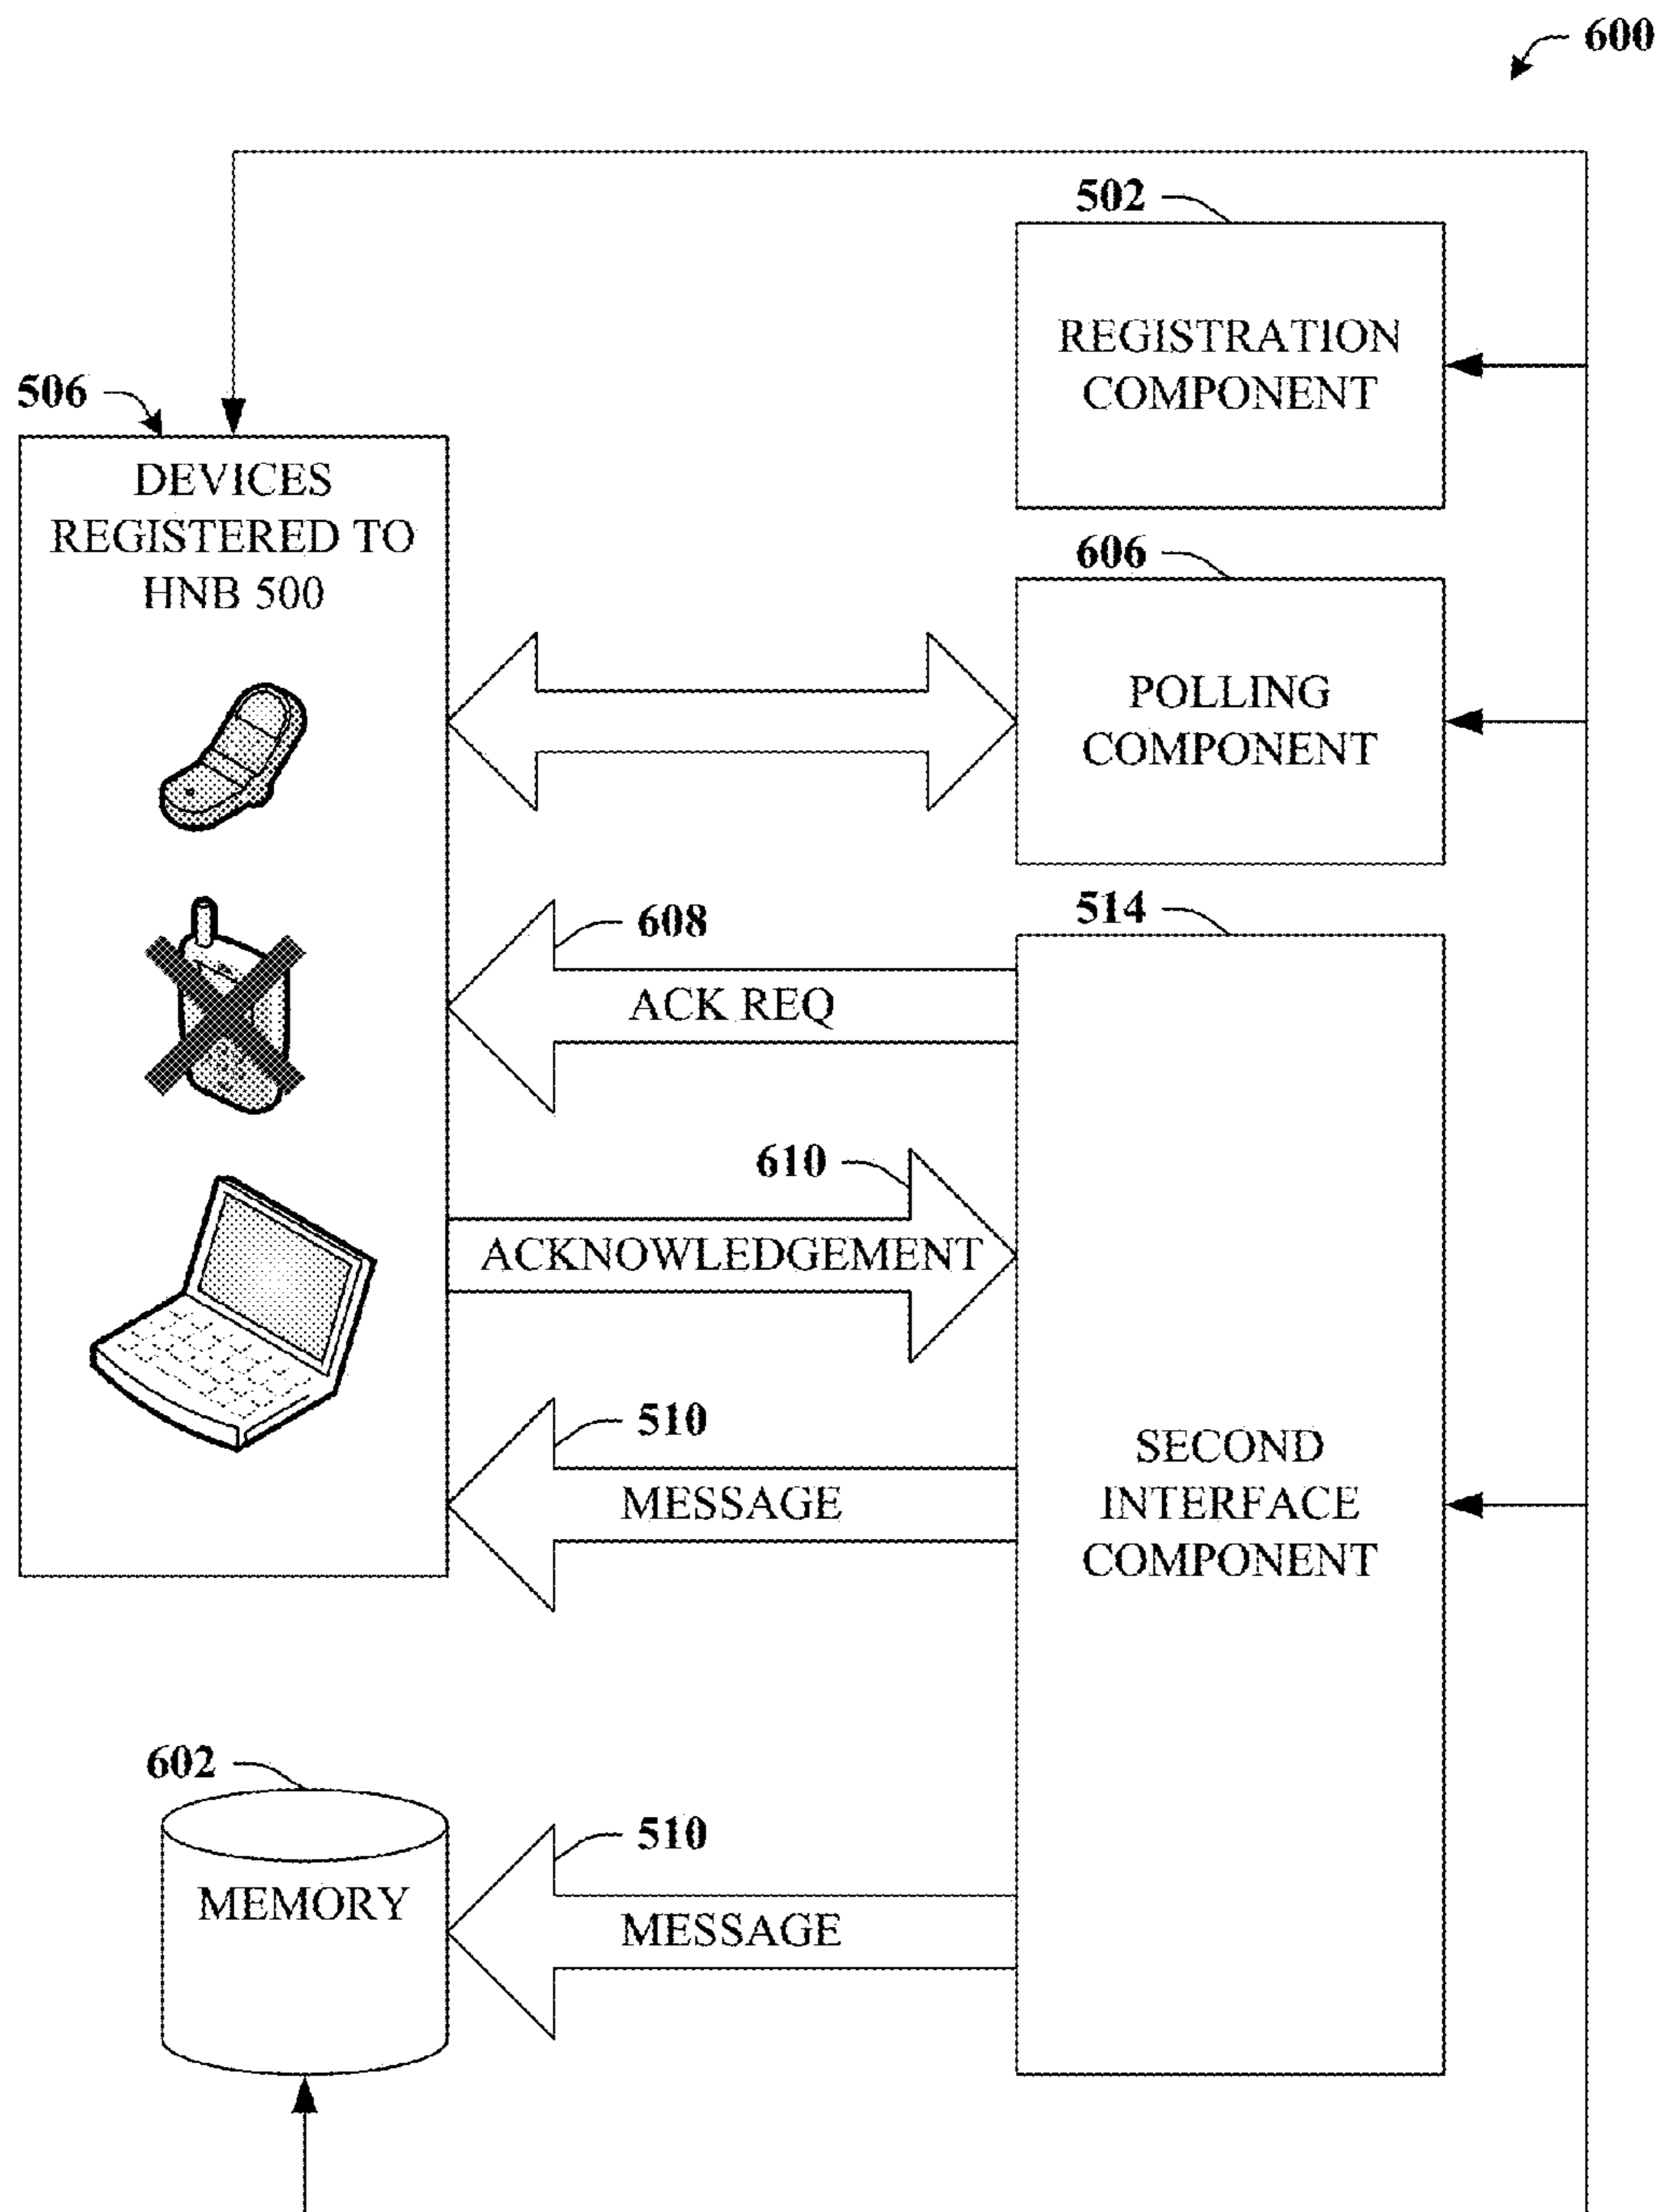 600
502
REGISTRATION
COMPONENT
506
DEVICES
REGISTERED TO
HNB 500
606
POLLING
COMPONENT
514
608
ACK REQ
610
ACKNOWLEDGEMENT
510
MESSAGE
SECOND
INTERFACE
COMPONENT
602
MEMORY
510
MESSAGE